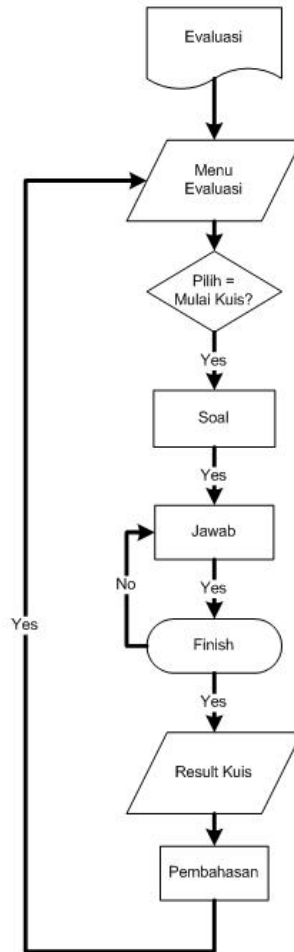 Evaluasi
Menu
Evaluasi
Pilih =
Mulai Kuis?
Yes
Soal
Yes
Jawab
No
Yes
Yes
Finish
Yes
Result Kuis
Pembahasan